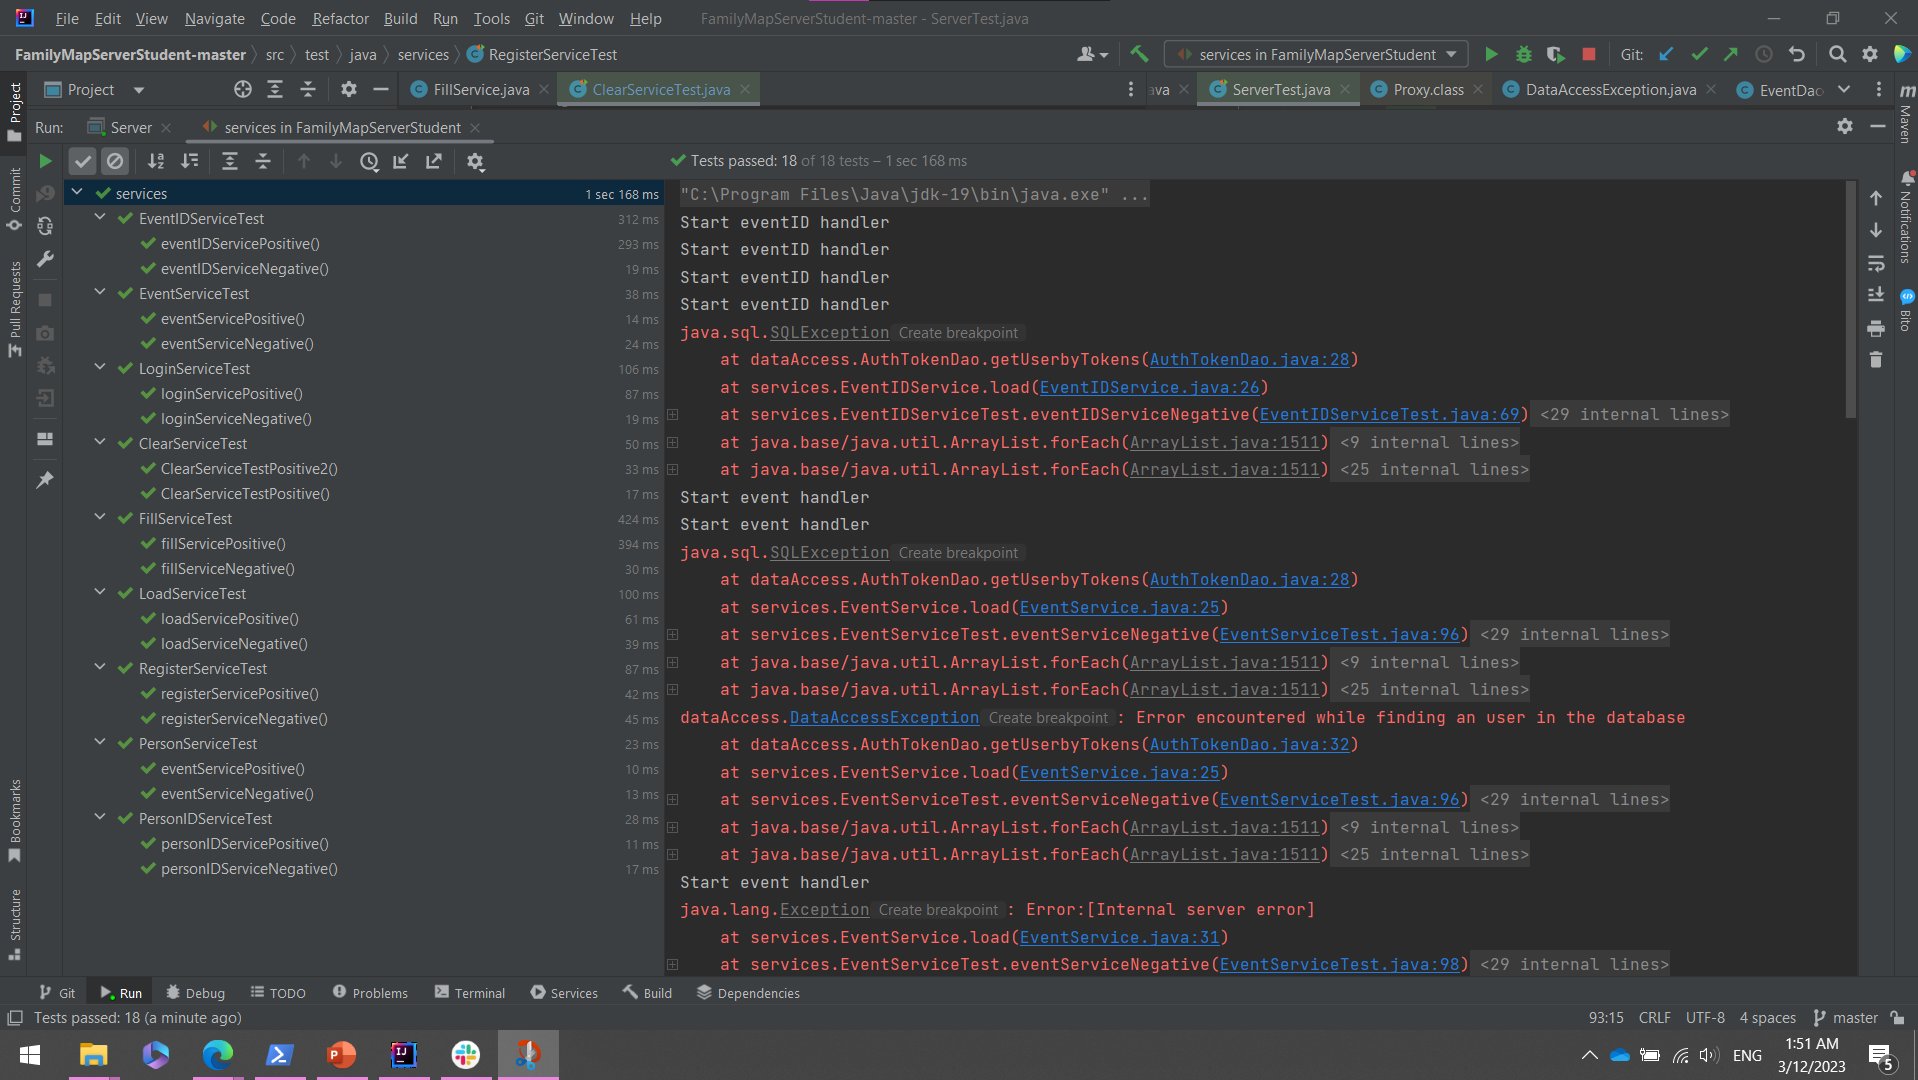 File Edit View Navigate Code Refactor Build Run Tools Git Window Help FamilyMapServerStudent-master - ServerTest.java
FamilyMapServerStudent-master src test java services RegisterServiceTest services in FamilyMapServerStudent Git:
Project FillService.java ClearServiceTest.java ava ServerTest.java Proxy.class DataAccessException.java EventDao
Run: Server services in FamilyMapServerStudent
Tests passed: 18 of 18 tests – 1 sec 168 ms
services 1 sec 168 ms
EventIDServiceTest 312 ms
eventIDServicePositive() 293 ms
eventIDServiceNegative() 19 ms
EventServiceTest 38 ms
eventServicePositive() 14 ms
eventServiceNegative() 24 ms
LoginServiceTest 106 ms
loginServicePositive() 87 ms
loginServiceNegative() 19 ms
ClearServiceTest 50 ms
ClearServiceTestPositive2() 33 ms
ClearServiceTestPositive() 17 ms
FillServiceTest 424 ms
fillServicePositive() 394 ms
fillServiceNegative() 30 ms
LoadServiceTest 100 ms
loadServicePositive() 61 ms
loadServiceNegative() 39 ms
RegisterServiceTest 87 ms
registerServicePositive() 42 ms
registerServiceNegative() 45 ms
PersonServiceTest 23 ms
eventServicePositive() 10 ms
eventServiceNegative() 13 ms
PersonIDServiceTest 28 ms
personIDServicePositive() 11 ms
personIDServiceNegative() 17 ms
"C:\Program Files\Java\jdk-19\bin\java.exe" ...
Start eventID handler
Start eventID handler
Start eventID handler
Start eventID handler
java.sql.SQLException Create breakpoint
at dataAccess.AuthTokenDao.getUserbyTokens(AuthTokenDao.java:28)
at services.EventIDService.load(EventIDService.java:26)
at services.EventIDServiceTest.eventIDServiceNegative(EventIDServiceTest.java:69) <29 internal lines>
at java.base/java.util.ArrayList.forEach(ArrayList.java:1511) <9 internal lines>
at java.base/java.util.ArrayList.forEach(ArrayList.java:1511) <25 internal lines>
Start event handler
Start event handler
java.sql.SQLException Create breakpoint
at dataAccess.AuthTokenDao.getUserbyTokens(AuthTokenDao.java:28)
at services.EventService.load(EventService.java:25)
at services.EventServiceTest.eventServiceNegative(EventServiceTest.java:96) <29 internal lines>
at java.base/java.util.ArrayList.forEach(ArrayList.java:1511) <9 internal lines>
at java.base/java.util.ArrayList.forEach(ArrayList.java:1511) <25 internal lines>
dataAccess.DataAccessException Create breakpoint : Error encountered while finding an user in the database
at dataAccess.AuthTokenDao.getUserbyTokens(AuthTokenDao.java:32)
at services.EventService.load(EventService.java:25)
at services.EventServiceTest.eventServiceNegative(EventServiceTest.java:96) <29 internal lines>
at java.base/java.util.ArrayList.forEach(ArrayList.java:1511) <9 internal lines>
at java.base/java.util.ArrayList.forEach(ArrayList.java:1511) <25 internal lines>
Start event handler
java.lang.Exception Create breakpoint : Error:[Internal server error]
at services.EventService.load(EventService.java:31)
at services.EventServiceTest.eventServiceNegative(EventServiceTest.java:98) <29 internal lines>
Project
Commit
Pull Requests
Bookmarks
Structure
Maven
Notifications
Bito
Git Run Debug TODO Problems Terminal Services Build Dependencies
Tests passed: 18 (a minute ago) 93:15 CRLF UTF-8 4 spaces master
ENG 1:51 AM
3/12/2023 5